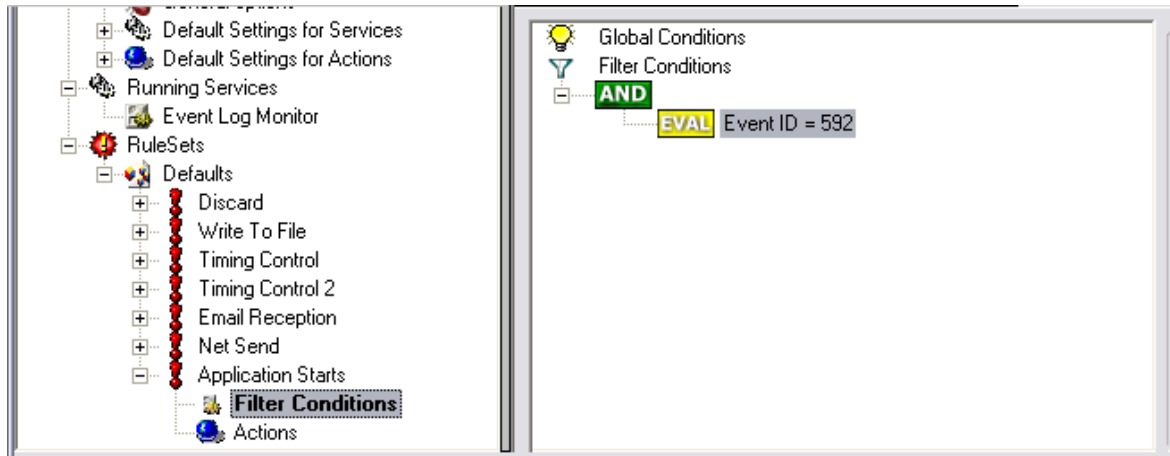 General Options
Default Settings for Services
Default Settings for Actions
Running Services
Event Log Monitor
RuleSets
Defaults
Discard
Write To File
Timing Control
Timing Control 2
Email Reception
Net Send
Application Starts
Filter Conditions
Actions
Global Conditions
Filter Conditions
AND
EVAL Event ID = 592